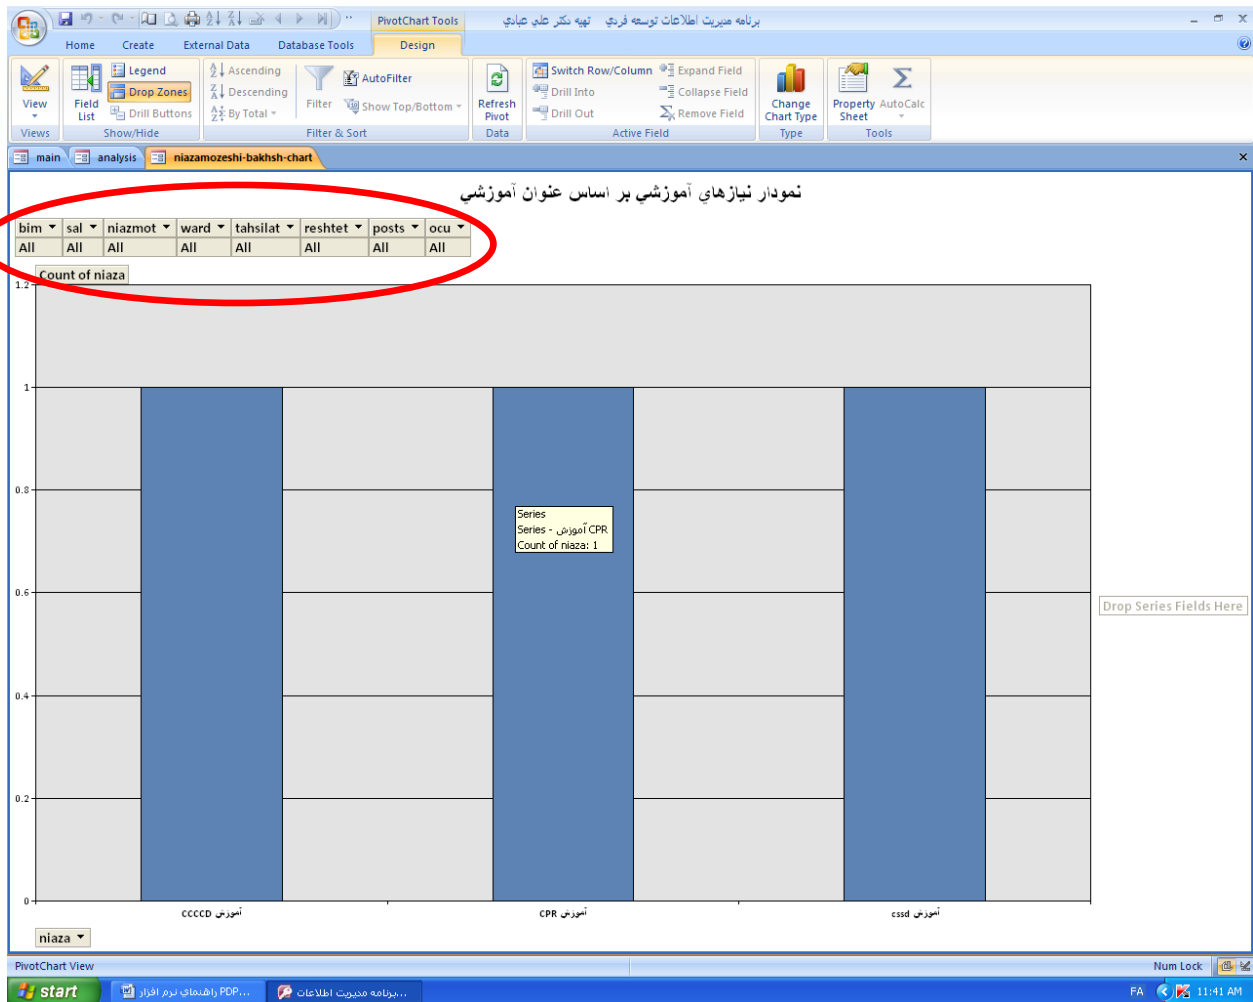 PivotChart Tools
برنامه مديريت اطلاعات توسعه فردي تهيه دكتر علي عبادي
Home Create External Data Database Tools Design
View
Field List
Legend
Drop Zones
Drill Buttons
Ascending
Descending
By Total
Filter
AutoFilter
Show Top/Bottom
Refresh Pivot
Switch Row/Column
Drill Into
Drill Out
Expand Field
Collapse Field
Remove Field
Change Chart Type
Property Sheet
AutoCalc
Views Show/Hide Filter & Sort Data Active Field Type Tools
main analysis niazamozeshi-bakhsh-chart
نمودار نيازهاي آموزشي بر اساس عنوان آموزشي
bim sal niazmot ward tahsilat reshtet posts ocu
All All All All All All All All
Count of niaza
1.2
1
0.8
0.6
0.4
0.2
0
Series
Series - آموزش CPR
Count of niaza: 1
Drop Series Fields Here
آموزش CCCCD
آموزش CPR
آموزش cssd
niaza
PivotChart View Num Lock
start
راهنماي نرم افزار PDP...
برنامه مديريت اطلاعات...
FA 11:41 AM